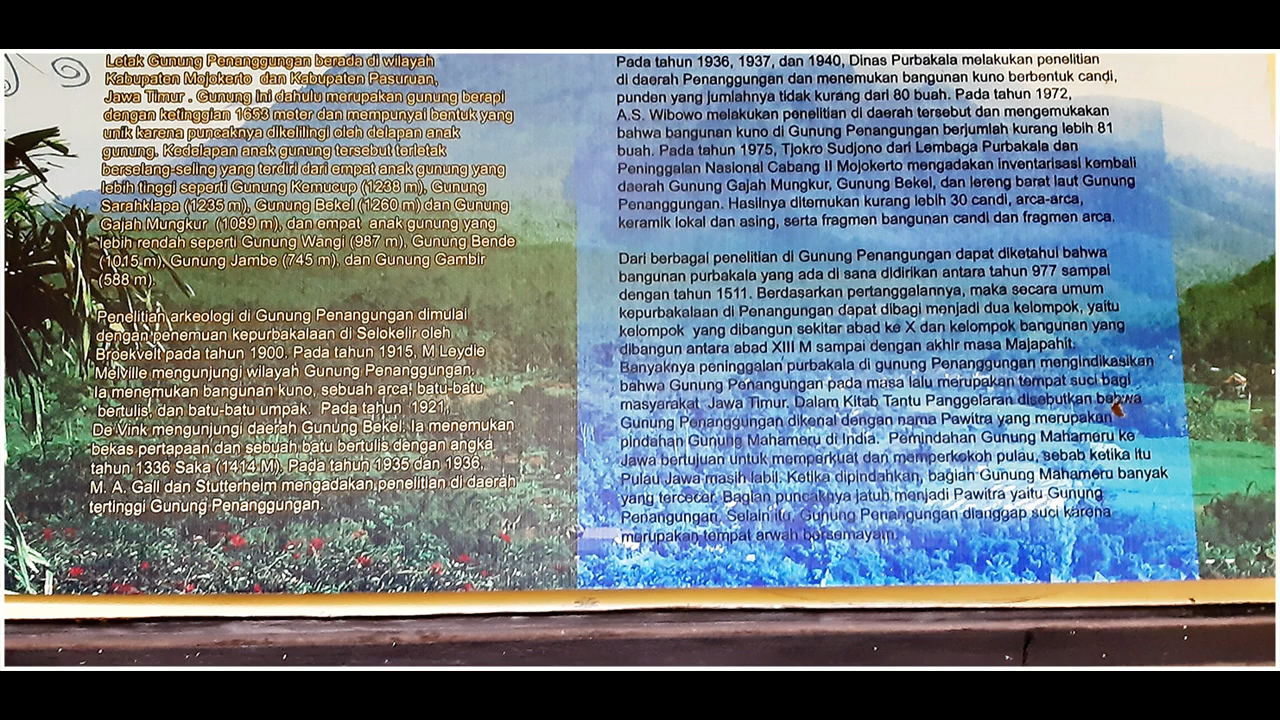 Letak Gunung Penanggungan berada di wilayah
Kabupaten Mojokerto dan Kabupaten Pasuruan,
Jawa Timur . Gunung ini dahulu merupakan gunung berapi
dengan ketinggian 1653 meter dan mempunyai bentuk yang
unik karena puncaknya dikelilingi oleh delapan anak
gunung. Kedalapan anak gunung tersebut terletak
berselang-seling yang terdiri dari empat anak gunung yang
lebih tinggi seperti Gunung Kemucup (1238 m), Gunung
Sarahklapa (1235 m), Gunung Bekel (1260 m) dan Gunung
Gajah Mungkur (1089 m), dan empat anak gunung yang
lebih rendah seperti Gunung Wangi (987 m), Gunung Bende
(1015 m), Gunung Jambe (745 m), dan Gunung Gambir
(588 m).
Penelitian arkeologi di Gunung Penangungan dimulai
dengan penemuan kepurbakalaan di Selokelir oleh
Broekvelt pada tahun 1900. Pada tahun 1915, M Leydie
Melville mengunjungi wilayah Gunung Penanggungan.
Ia menemukan bangunan kuno, sebuah arca, batu-batu
bertulis, dan batu-batu umpak. Pada tahun 1921,
De Vink mengunjungi daerah Gunung Bekel. Ia menemukan
bekas pertapaan dan sebuah batu bertulis dengan angka
tahun 1336 Saka (1414 M). Pada tahun 1935 dan 1936,
M. A. Gall dan Stutterheim mengadakan penelitian di daerah
tertinggi Gunung Penanggungan.
Pada tahun 1936, 1937, dan 1940, Dinas Purbakala melakukan penelitian
di daerah Penanggungan dan menemukan bangunan kuno berbentuk candi,
punden yang jumlahnya tidak kurang dari 80 buah. Pada tahun 1972,
A.S. Wibowo melakukan penelitian di daerah tersebut dan mengemukakan
bahwa bangunan kuno di Gunung Penangungan berjumlah kurang lebih 81
buah. Pada tahun 1975, Tjokro Sudjono dari Lembaga Purbakala dan
Peninggalan Nasional Cabang II Mojokerto mengadakan inventarisasi kembali
daerah Gunung Gajah Mungkur, Gunung Bekel, dan lereng barat laut Gunung
Penanggungan. Hasilnya ditemukan kurang lebih 30 candi, arca-arca,
keramik lokal dan asing, serta fragmen bangunan candi dan fragmen arca.
Dari berbagai penelitian di Gunung Penangungan dapat diketahui bahwa
bangunan purbakala yang ada di sana didirikan antara tahun 977 sampai
dengan tahun 1511. Berdasarkan pertanggalannya, maka secara umum
kepurbakalaan di Penangungan dapat dibagi menjadi dua kelompok, yaitu
kelompok yang dibangun sekitar abad ke X dan kelompok bangunan yang
dibangun antara abad XIII M sampai dengan akhir masa Majapahit.
Banyaknya peninggalan purbakala di gunung Penanggungan mengindikasikan
bahwa Gunung Penangungan pada masa lalu merupakan tempat suci bagi
masyarakat Jawa Timur. Dalam Kitab Tantu Panggelaran disebutkan bahwa
Gunung Penangungan dikenal dengan nama Pawitra yang merupakan
pindahan Gunung Mahameru di India. Pemindahan Gunung Mahameru ke
Jawa bertujuan untuk memperkuat dan memperkokoh pulau, sebab ketika itu
Pulau Jawa masih labil. Ketika dipindahkan, bagian Gunung Mahameru banyak
yang tercecer. Bagian puncaknya jatuh menjadi Pawitra yaitu Gunung
Penangungan. Selain itu, Gunung Penangungan dianggap suci karena
merupakan tempat arwah bersemayam.